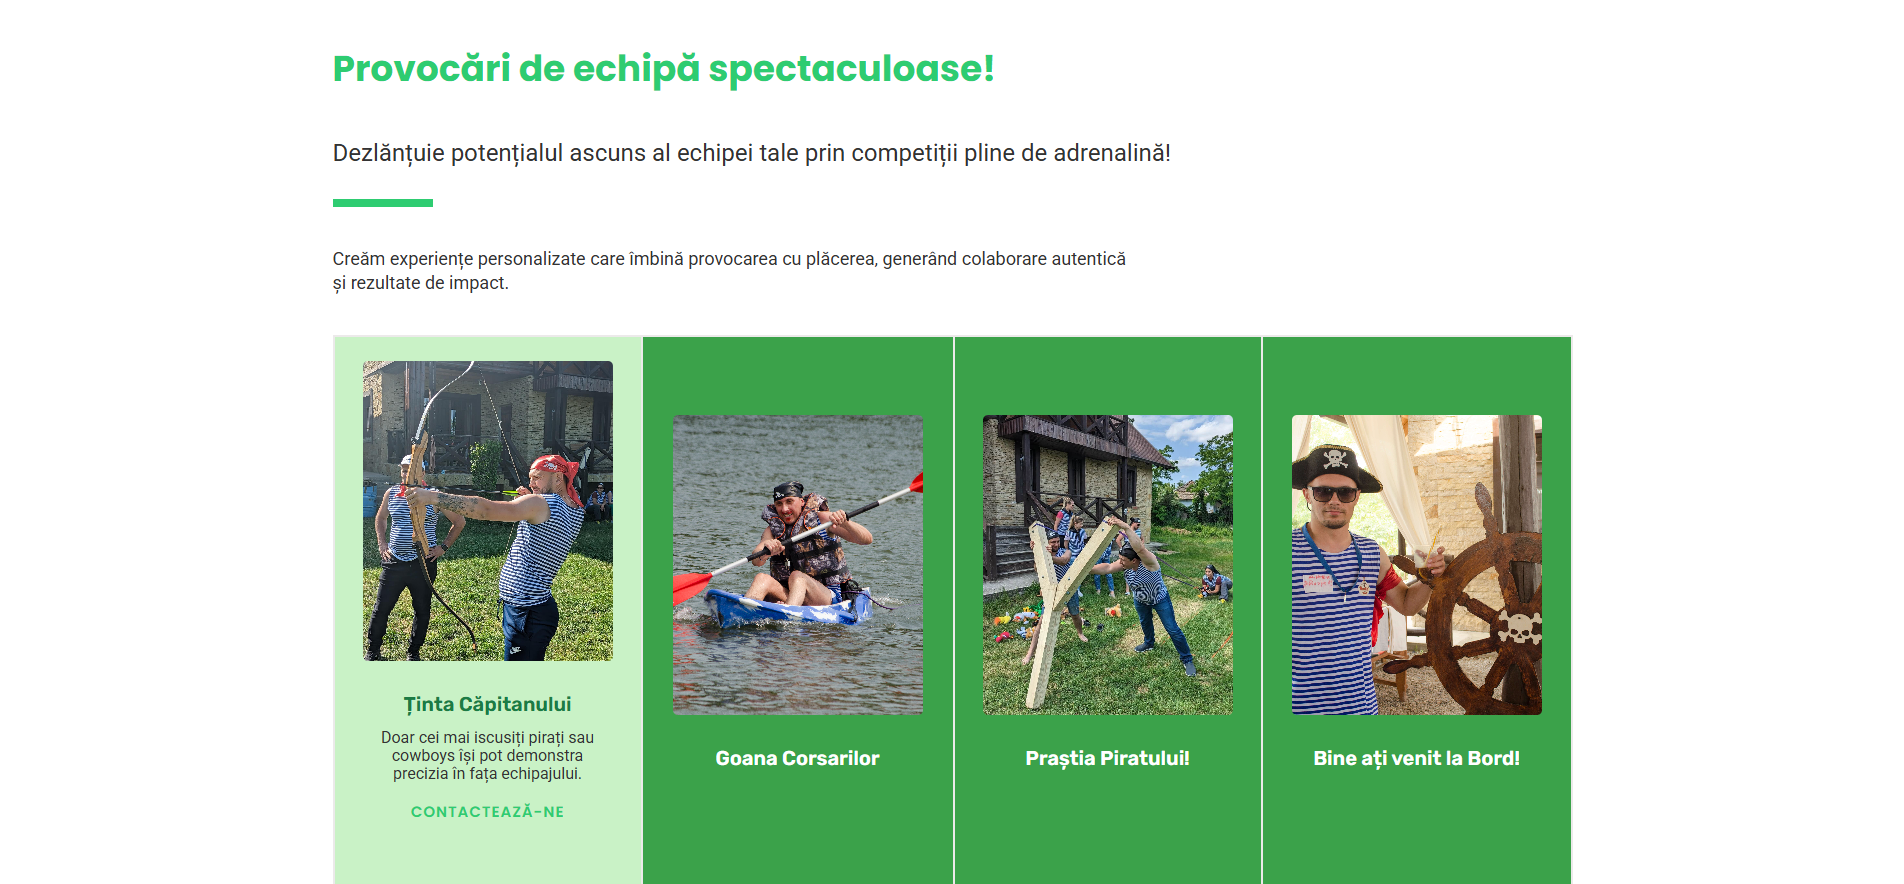 Provocări de echipă spectaculoase!
Dezlănțuie potențialul ascuns al echipei tale prin competiții pline de adrenalină!
Creăm experiențe personalizate care îmbină provocarea cu plăcerea, generând colaborare autentică
și rezultate de impact.
Ținta Căpitanului
Doar cei mai iscusiți pirați sau
cowboys își pot demonstra
precizia în fața echipajului.
CONTACTEAZĂ-NE
Goana Corsarilor
Praștia Piratului!
Bine ați venit la Bord!